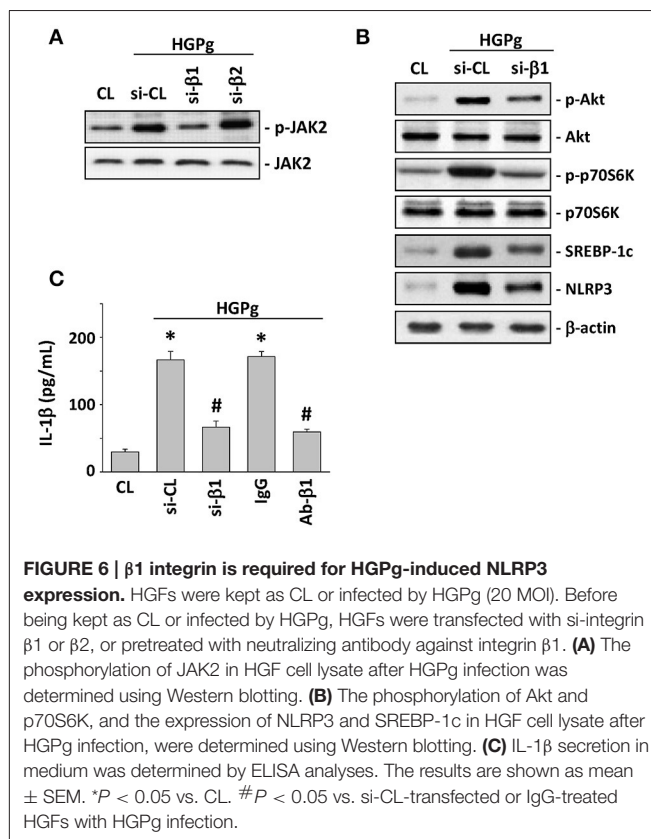 A
HGPg
CL
si-CL
si-β1
si-β2
- p-JAK2
- JAK2
B
HGPg
CL
si-CL
si-β1
- p-Akt
- Akt
- p-p70S6K
- p70S6K
- SREBP-1c
- NLRP3
- β-actin
C
HGPg
IL-1β (pg/mL)
200
100
0
*
#
*
#
CL
si-CL
si-β1
IgG
Ab-β1
FIGURE 6 | β1 integrin is required for HGPg-induced NLRP3
expression. HGFs were kept as CL or infected by HGPg (20 MOI). Before
being kept as CL or infected by HGPg, HGFs were transfected with si-integrin
β1 or β2, or pretreated with neutralizing antibody against integrin β1. (A) The
phosphorylation of JAK2 in HGF cell lysate after HGPg infection was
determined using Western blotting. (B) The phosphorylation of Akt and
p70S6K, and the expression of NLRP3 and SREBP-1c in HGF cell lysate after
HGPg infection, were determined using Western blotting. (C) IL-1β secretion in
medium was determined by ELISA analyses. The results are shown as mean
± SEM. *P < 0.05 vs. CL. #P < 0.05 vs. si-CL-transfected or IgG-treated
HGFs with HGPg infection.